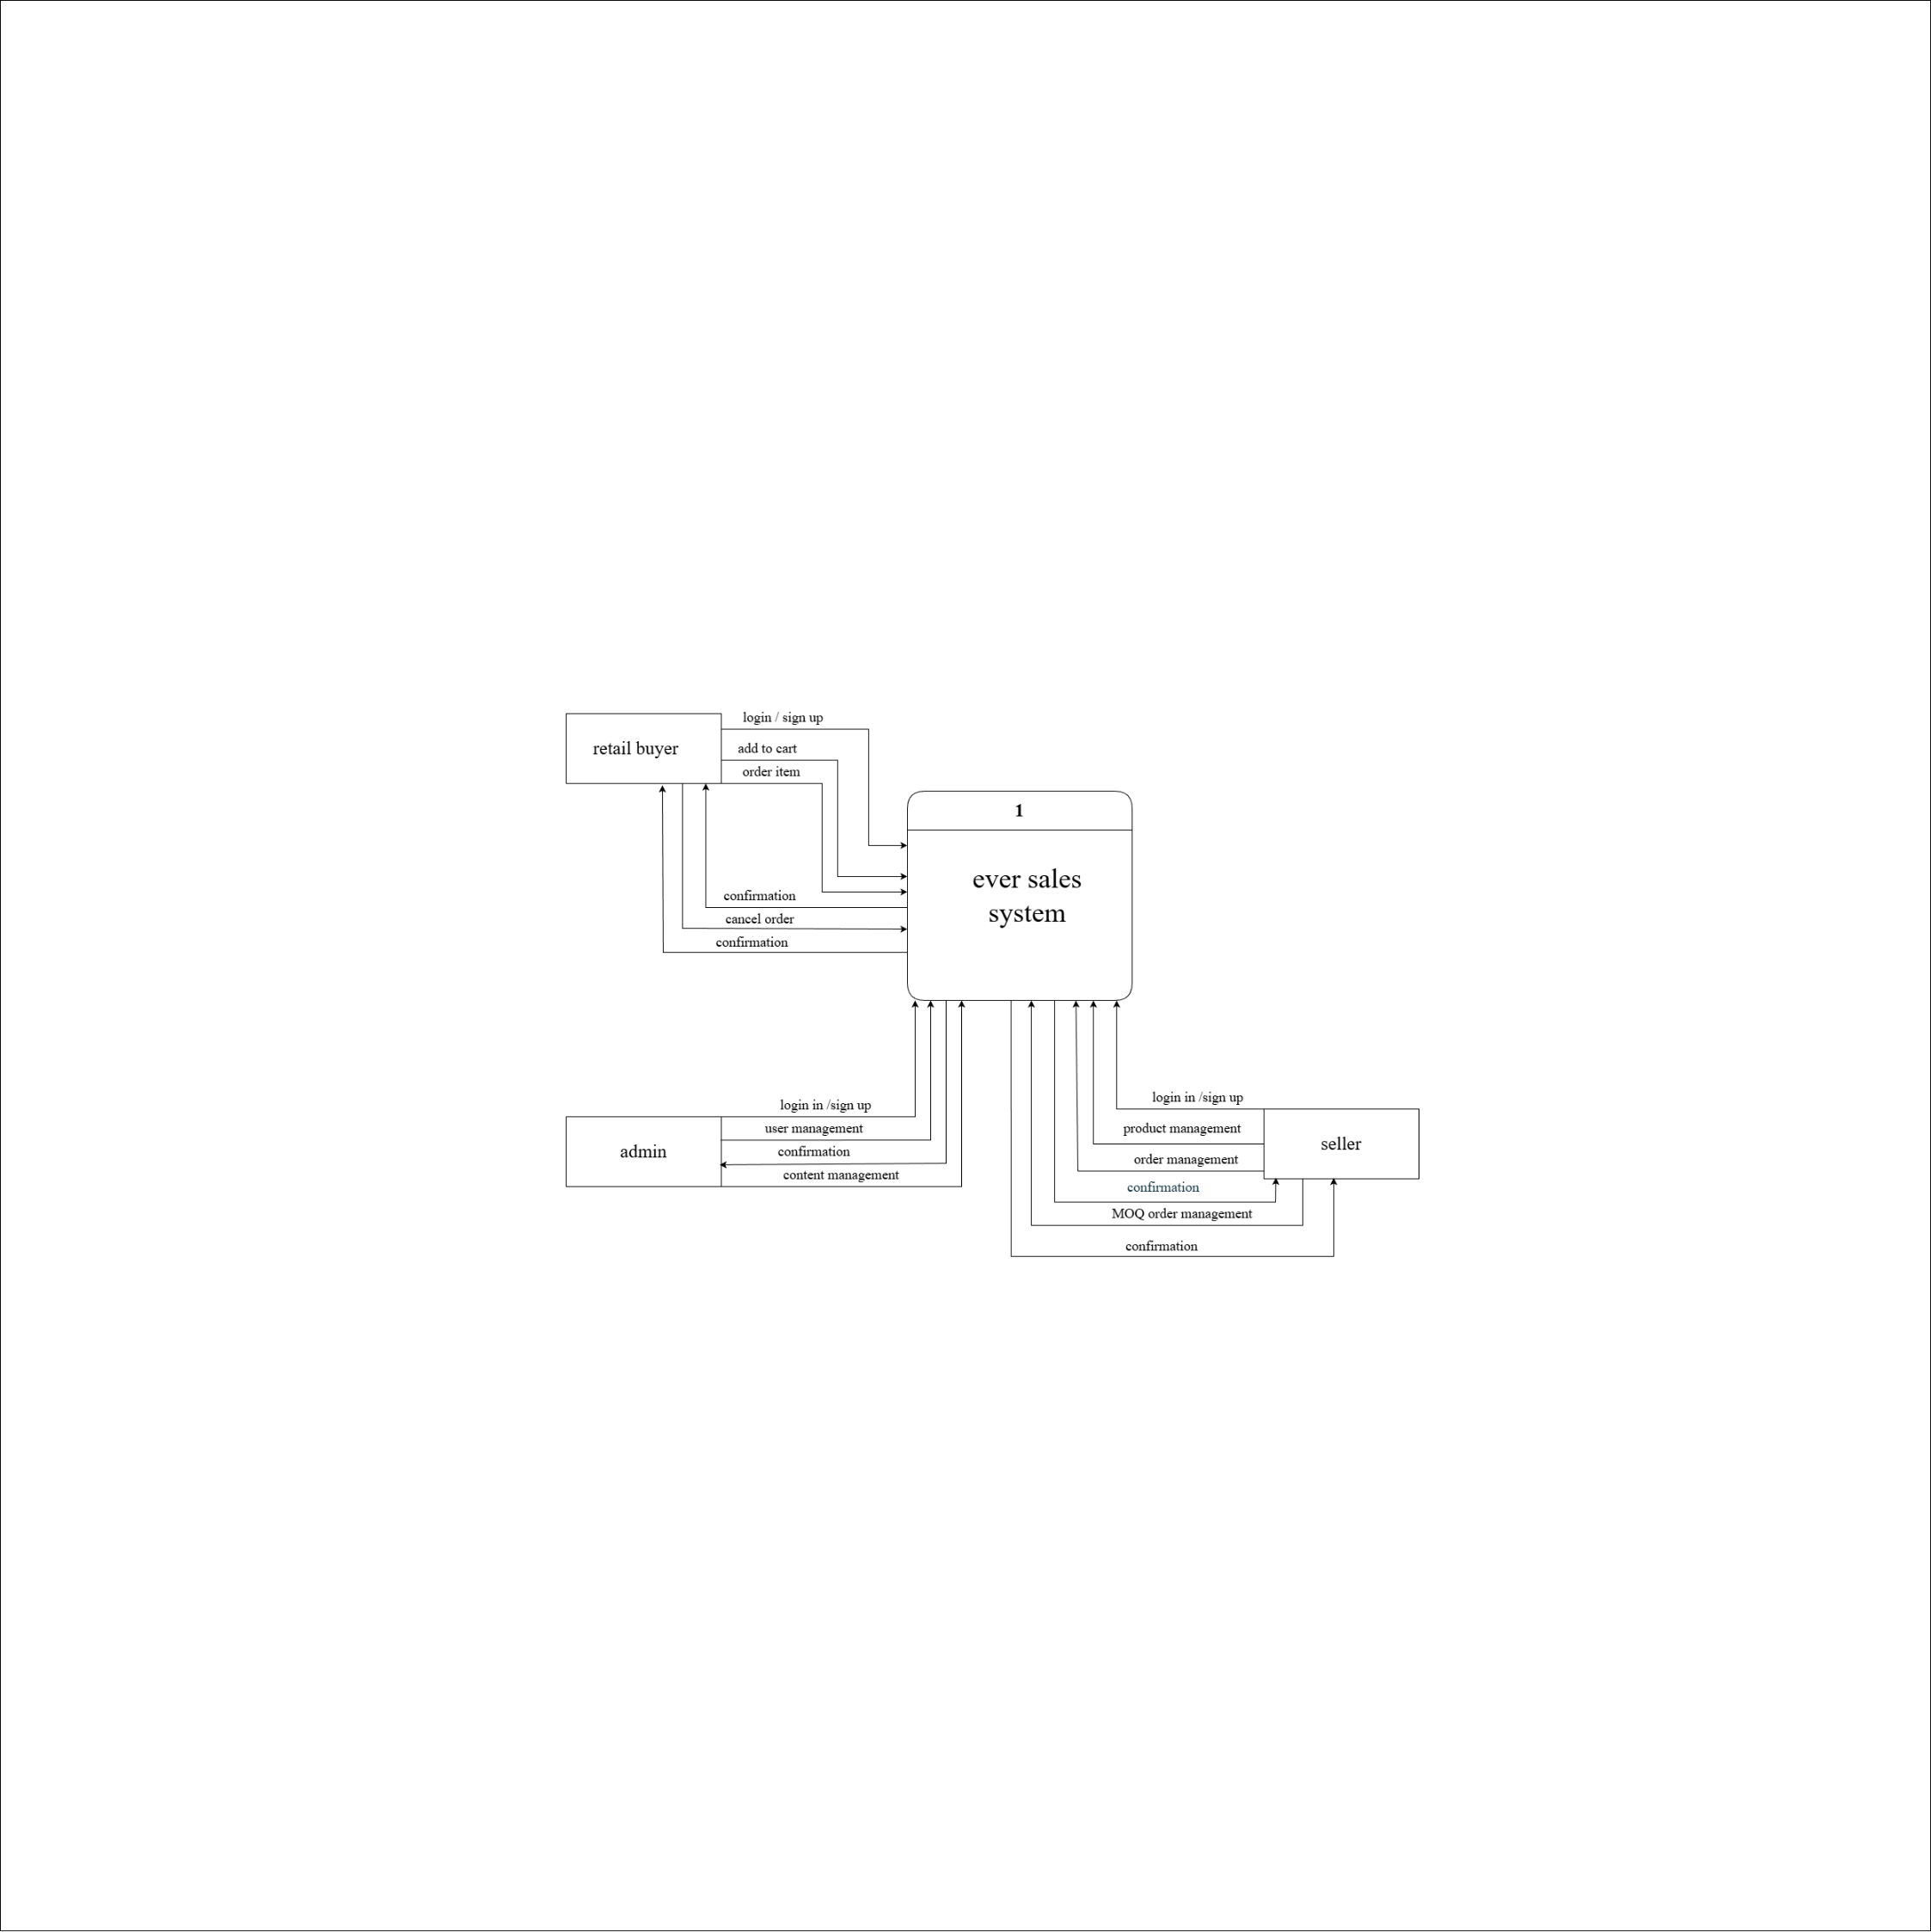 login / sign up
retail buyer
add to cart
order item
1
ever sales
system
confirmation
cancel order
confirmation
login in /sign up
user management
admin
confirmation
content management
login in /sign up
product management
seller
order management
confirmation
MOQ order management
confirmation